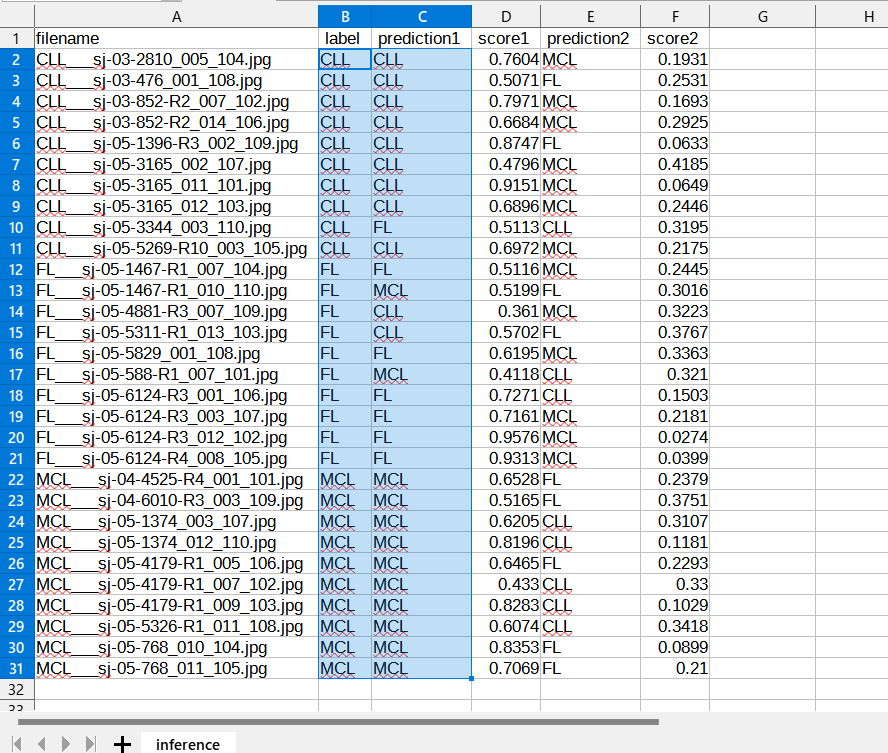 A B C D E F G H
1 filename label prediction1 score1 prediction2 score2
2 CLL___sj-03-2810_005_104.jpg CLL CLL 0.7604 MCL 0.1931
3 CLL___sj-03-476_001_108.jpg CLL CLL 0.5071 FL 0.2531
4 CLL___sj-03-852-R2_007_102.jpg CLL CLL 0.7971 MCL 0.1693
5 CLL___sj-03-852-R2_014_106.jpg CLL CLL 0.6684 MCL 0.2925
6 CLL___sj-05-1396-R3_002_109.jpg CLL CLL 0.8747 FL 0.0633
7 CLL___sj-05-3165_002_107.jpg CLL CLL 0.4796 MCL 0.4185
8 CLL___sj-05-3165_011_101.jpg CLL CLL 0.9151 MCL 0.0649
9 CLL___sj-05-3165_012_103.jpg CLL CLL 0.6896 MCL 0.2446
10 CLL___sj-05-3344_003_110.jpg CLL FL 0.5113 CLL 0.3195
11 CLL___sj-05-5269-R10_003_105.jpg CLL CLL 0.6972 MCL 0.2175
12 FL___sj-05-1467-R1_007_104.jpg FL FL 0.5116 MCL 0.2445
13 FL___sj-05-1467-R1_010_110.jpg FL MCL 0.5199 FL 0.3016
14 FL___sj-05-4881-R3_007_109.jpg FL CLL 0.361 MCL 0.3223
15 FL___sj-05-5311-R1_013_103.jpg FL CLL 0.5702 FL 0.3767
16 FL___sj-05-5829_001_108.jpg FL FL 0.6195 MCL 0.3363
17 FL___sj-05-588-R1_007_101.jpg FL MCL 0.4118 CLL 0.321
18 FL___sj-05-6124-R3_001_106.jpg FL FL 0.7271 CLL 0.1503
19 FL___sj-05-6124-R3_003_107.jpg FL FL 0.7161 MCL 0.2181
20 FL___sj-05-6124-R3_012_102.jpg FL FL 0.9576 MCL 0.0274
21 FL___sj-05-6124-R4_008_105.jpg FL FL 0.9313 MCL 0.0399
22 MCL___sj-04-4525-R4_001_101.jpg MCL MCL 0.6528 FL 0.2379
23 MCL___sj-04-6010-R3_003_109.jpg MCL MCL 0.5165 FL 0.3751
24 MCL___sj-05-1374_003_107.jpg MCL MCL 0.6205 CLL 0.3107
25 MCL___sj-05-1374_012_110.jpg MCL MCL 0.8196 CLL 0.1181
26 MCL___sj-05-4179-R1_005_106.jpg MCL MCL 0.6465 FL 0.2293
27 MCL___sj-05-4179-R1_007_102.jpg MCL MCL 0.433 CLL 0.33
28 MCL___sj-05-4179-R1_009_103.jpg MCL MCL 0.8283 CLL 0.1029
29 MCL___sj-05-5326-R1_011_108.jpg MCL MCL 0.6074 CLL 0.3418
30 MCL___sj-05-768_010_104.jpg MCL MCL 0.8353 FL 0.0899
31 MCL___sj-05-768_011_105.jpg MCL MCL 0.7069 FL 0.21
32
33
inference